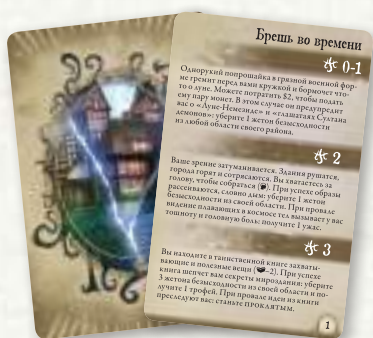 Брешь во времени
0-1
Однорукий попрошайка в грязной военной фор-
ме гремит перед вами кружкой и бормочет что-
то о луне. Можете потратить $2, чтобы подать
ему пару монет. В этом случае он предупредит
вас о «Луне-Немезиде» и «глашатаях Султана
демонов»: уберите 1 жетон безысходности
из любой области своего района.
2
Ваше зрение затуманивается. Здания рушатся,
города горят и сотрясаются. Вы хватаетесь за
голову, чтобы собраться ( ). При успехе образы
рассеиваются, словно дым: уберите 1 жетон
безысходности из своей области. При провале
видение плавающих в космосе тел вызывает у вас
тошноту и головную боль: получите 1 ужас.
3
Вы находите в таинственной книге захваты-
вающие и полезные вещи ( -2). При успехе
книга шепчет вам секреты мироздания: уберите
3 жетона безысходности из своей области и по-
лучите 1 трофей. При провале идеи из книги
преследуют вас: станьте ПРОКЛЯТЫМ.
1